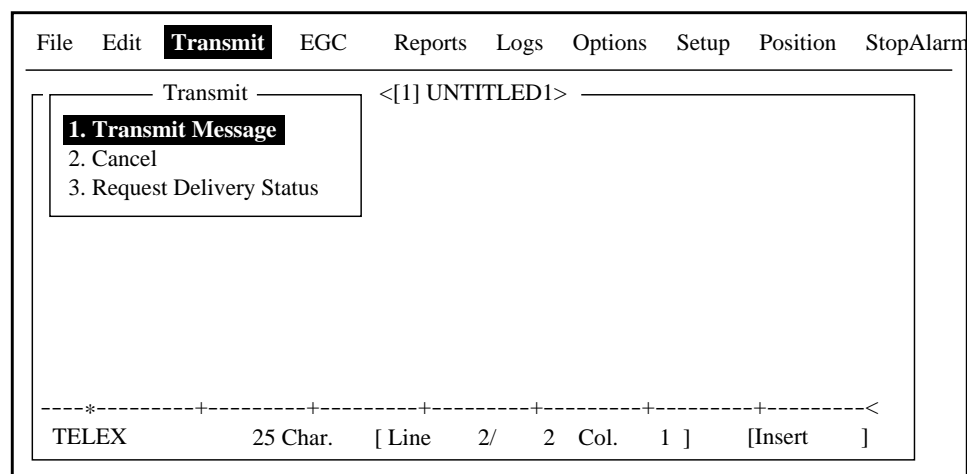 File Edit Transmit EGC Reports Logs Options Setup Position StopAlarm
Transmit <[1] UNTITLED1>
1. Transmit Message
2. Cancel
3. Request Delivery Status
----*---------+---------+---------+---------+---------+---------+---------<
TELEX 25 Char. [ Line 2/ 2 Col. 1 ] [Insert ]